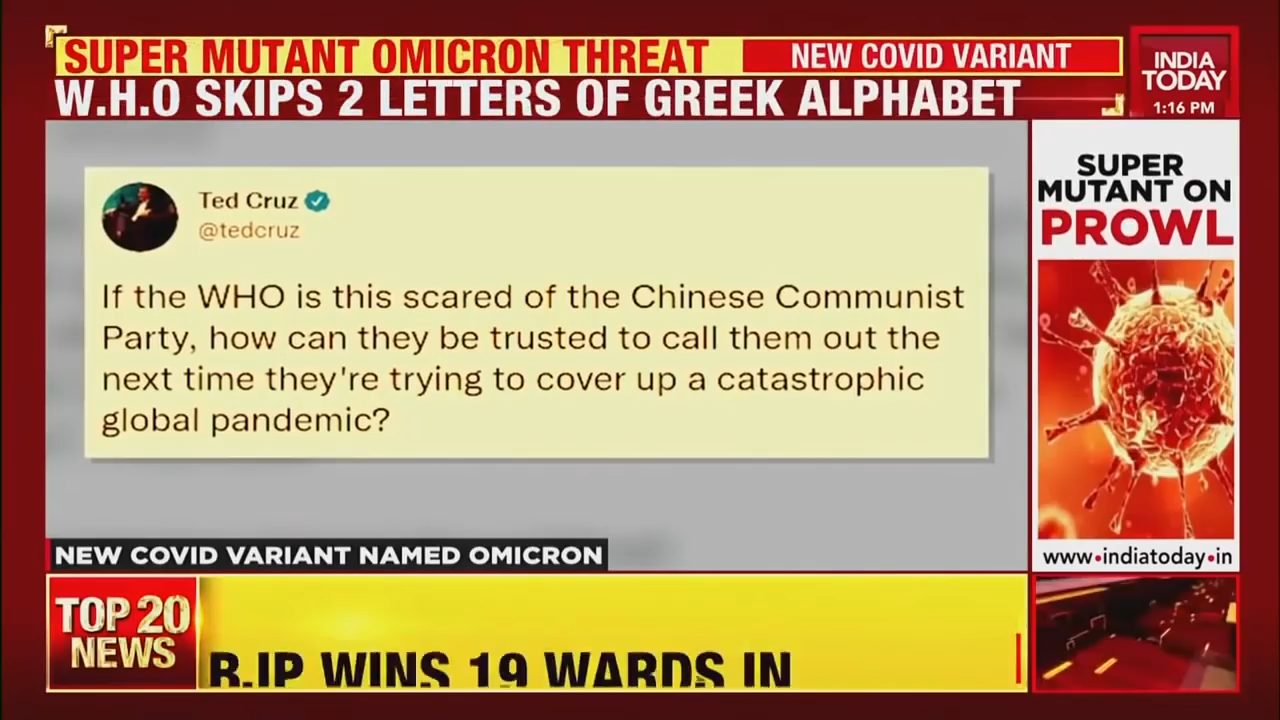 SUPER MUTANT OMICRON THREAT
NEW COVID VARIANT
W.H.O SKIPS 2 LETTERS OF GREEK ALPHABET
INDIA
TODAY
1:16 PM
Ted Cruz
@tedcruz
If the WHO is this scared of the Chinese Communist
Party, how can they be trusted to call them out the
next time they're trying to cover up a catastrophic
global pandemic?
SUPER
MUTANT ON
PROWL
www•indiatoday•in
NEW COVID VARIANT NAMED OMICRON
TOP 20
NEWS
BJP WINS 19 WARDS IN